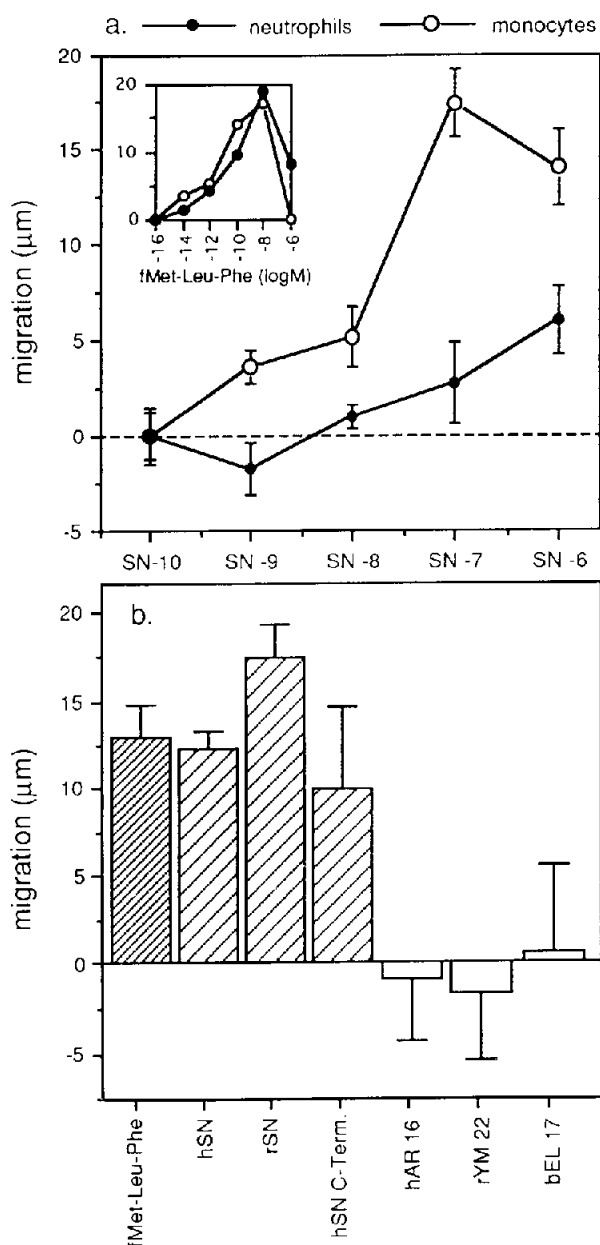 a. neutrophils monocytes
20
15
10
5
0
-5
migration (µm)
20
10
0
-16 -14 -12 -10 -8 -6
fMet-Leu-Phe (logM)
SN -10 SN -9 SN -8 SN -7 SN -6
b.
20
15
10
5
0
-5
migration (µm)
fMet-Leu-Phe
hSN
rSN
hSN C-Term.
hAR 16
rYM 22
bEL 17